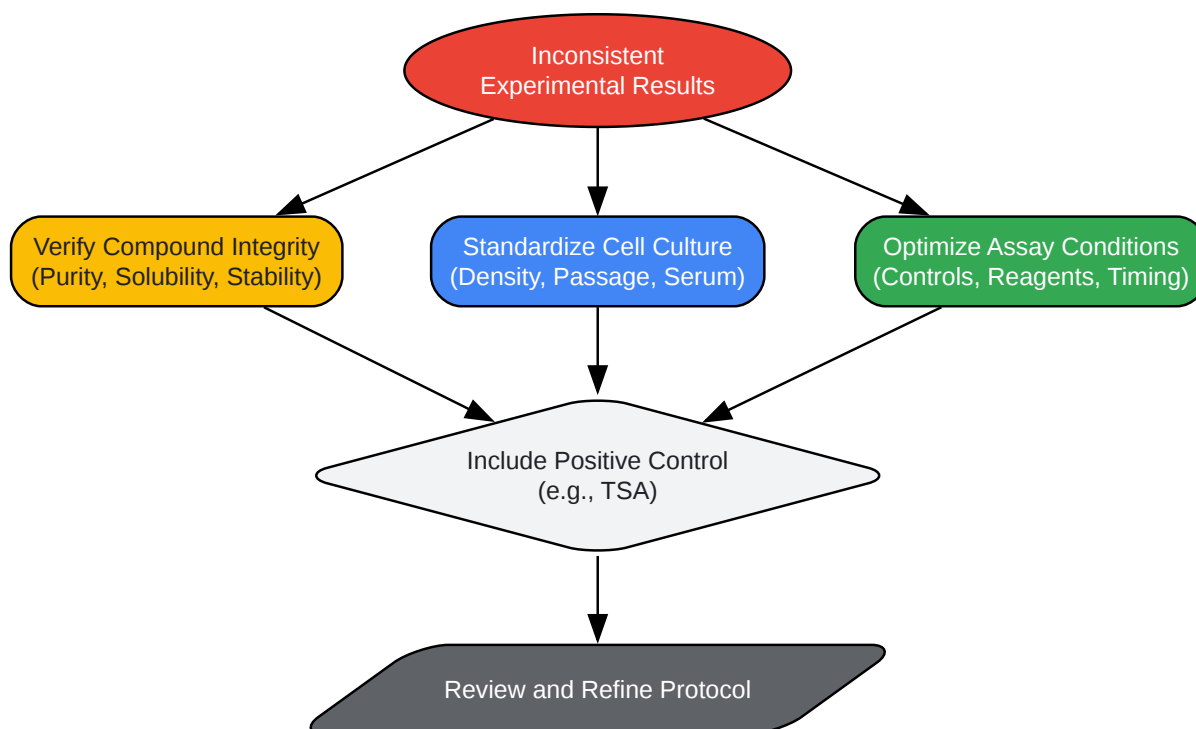 Inconsistent
Experimental Results
Verify Compound Integrity
(Purity, Solubility, Stability)
Standardize Cell Culture
(Density, Passage, Serum)
Optimize Assay Conditions
(Controls, Reagents, Timing)
Include Positive Control
(e.g., TSA)
Review and Refine Protocol